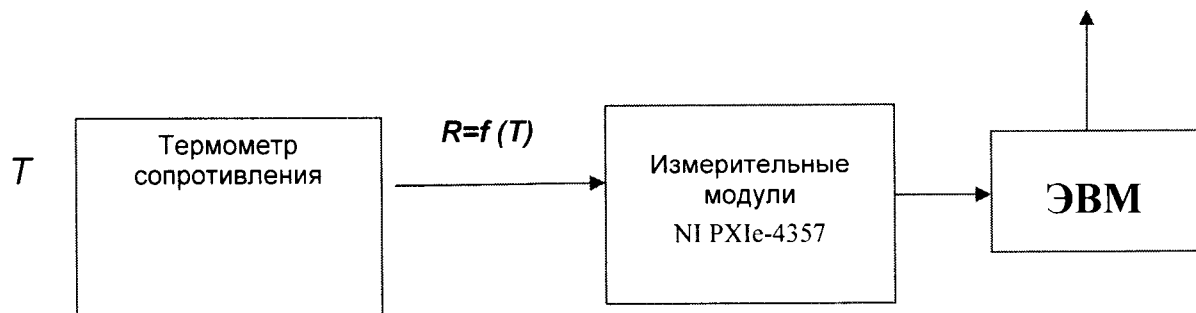 T
Термометр
сопротивления
R=f (T)
Измерительные
модули
NI PXIe-4357
ЭВМ